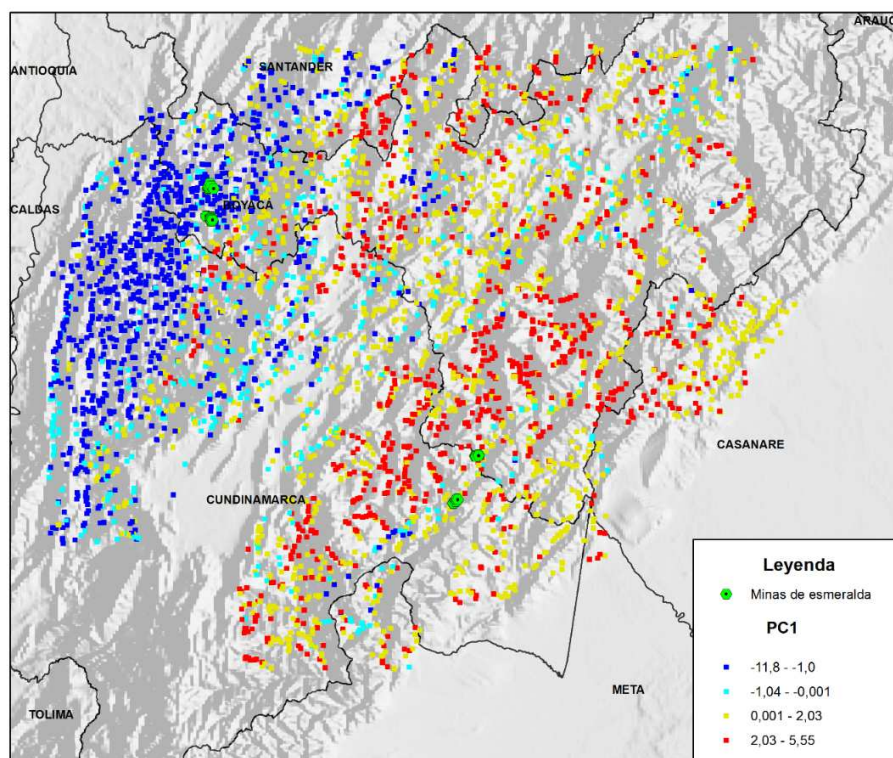 ARAUC
SANTANDER
ANTIOQUIA
CALDAS
BOYACÁ
CASANARE
CUNDINAMARCA
META
TOLIMA
Leyenda
Minas de esmeralda
PC1
-11,8 - -1,0
-1,04 - -0,001
0,001 - 2,03
2,03 - 5,55